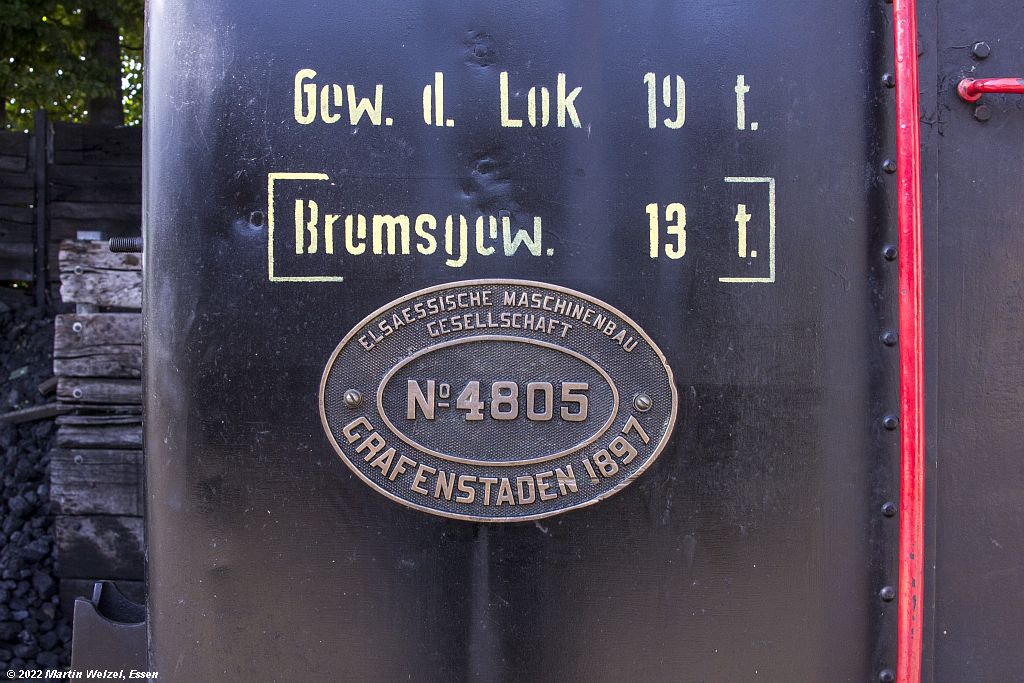 Gew. d. Lok 19 t.
Bremsgew. 13 t.
ELSAESSISCHE MASCHINENBAU
GESELLSCHAFT
Nº 4805
GRAFENSTADEN 1897
© 2022 Martin Welzel, Essen